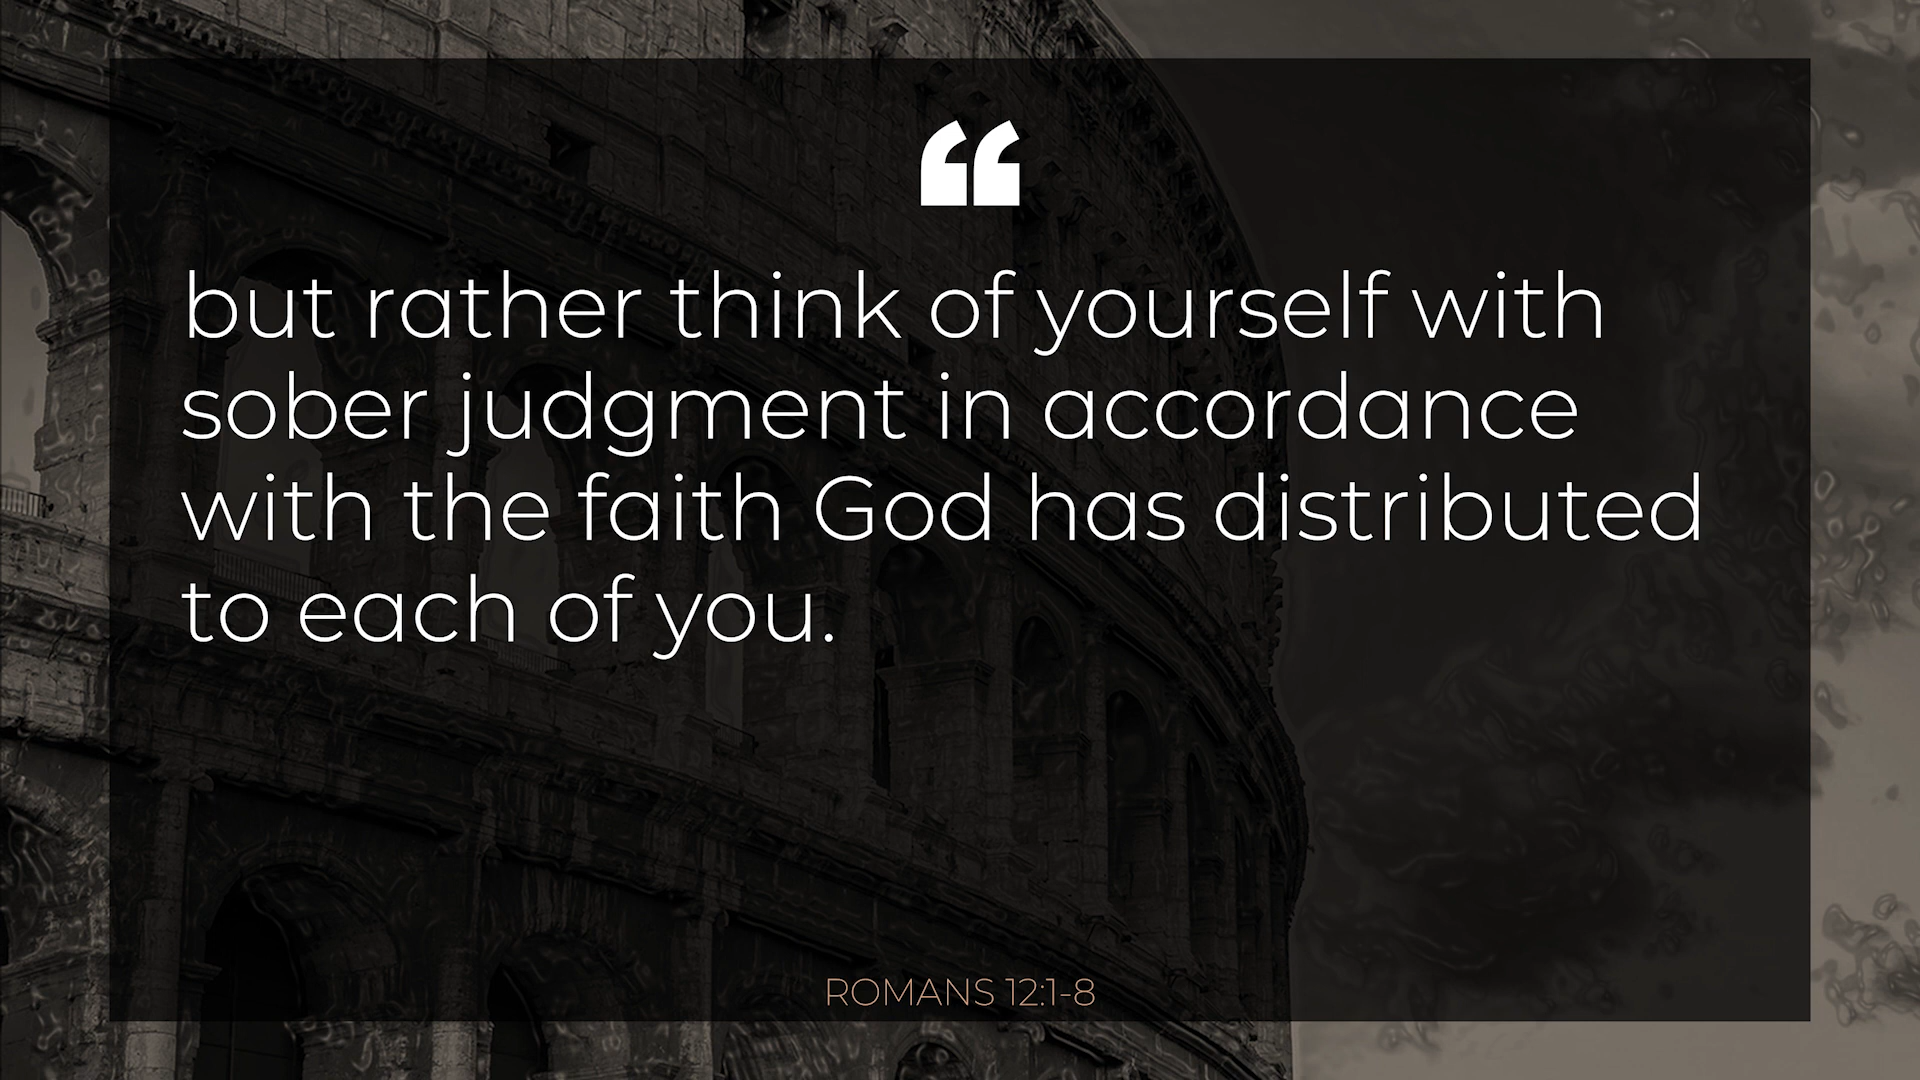 “
but rather think of yourself with
sober judgment in accordance
with the faith God has distributed
to each of you.
ROMANS 12:1-8